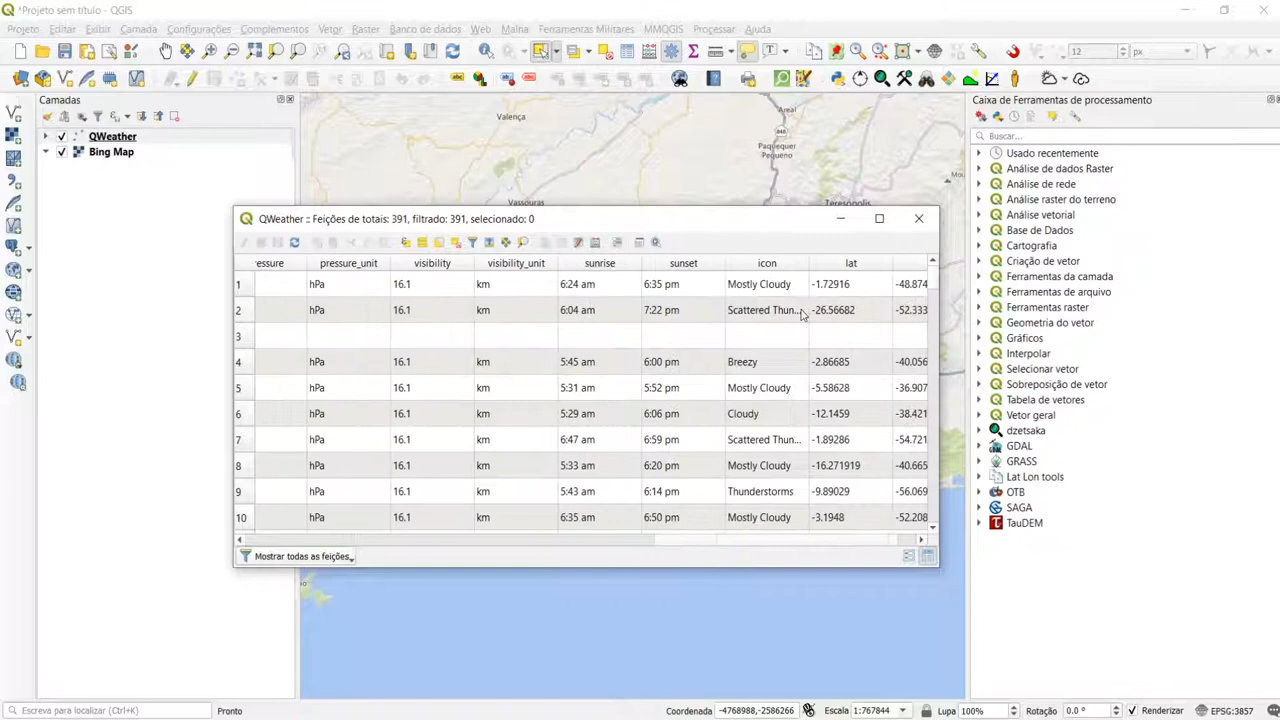 *Projeto sem título - QGIS
Projeto Editar Exibir Camada Configurações Complementos Vetor Raster Banco de dados Web Malha Ferramentas Militares MMQGIS Processar Ajuda
12 px
Camadas
QWeather
Bing Map
Valença
Areal
Paquequer
Pequeno
Vassouras
Teresópolis
QWeather :: Feições de totais: 391, filtrado: 391, selecionado: 0
essure pressure_unit visibility visibility_unit sunrise sunset icon lat
1 hPa 16.1 km 6:24 am 6:35 pm Mostly Cloudy -1.72916 -48.874
2 hPa 16.1 km 6:04 am 7:22 pm Scattered Thun... -26.56682 -52.333
3
4 hPa 16.1 km 5:45 am 6:00 pm Breezy -2.86685 -40.056
5 hPa 16.1 km 5:31 am 5:52 pm Mostly Cloudy -5.58628 -36.907
6 hPa 16.1 km 5:29 am 6:06 pm Cloudy -12.1459 -38.421
7 hPa 16.1 km 6:47 am 6:59 pm Scattered Thun... -1.89286 -54.721
8 hPa 16.1 km 5:33 am 6:20 pm Mostly Cloudy -16.271919 -40.665
9 hPa 16.1 km 5:43 am 6:14 pm Thunderstorms -9.89029 -56.069
10 hPa 16.1 km 6:35 am 6:50 pm Mostly Cloudy -3.1948 -52.208
Mostrar todas as feições
Caixa de Ferramentas de processamento
Buscar...
Usado recentemente
Análise de dados Raster
Análise de rede
Análise raster do terreno
Análise vetorial
Base de Dados
Cartografia
Criação de vetor
Ferramentas da camada
Ferramentas de arquivo
Ferramentas raster
Geometria do vetor
Gráficos
Interpolar
Selecionar vetor
Sobreposição de vetor
Tabela de vetores
Vetor geral
dzetsaka
GDAL
GRASS
Lat Lon tools
OTB
SAGA
TauDEM
Escreva para localizar (Ctrl+K) Pronto Coordenada -4768988,-2586266 Escala 1:767844 Lupa 100% Rotação 0.0 ° Renderizar EPSG:3857